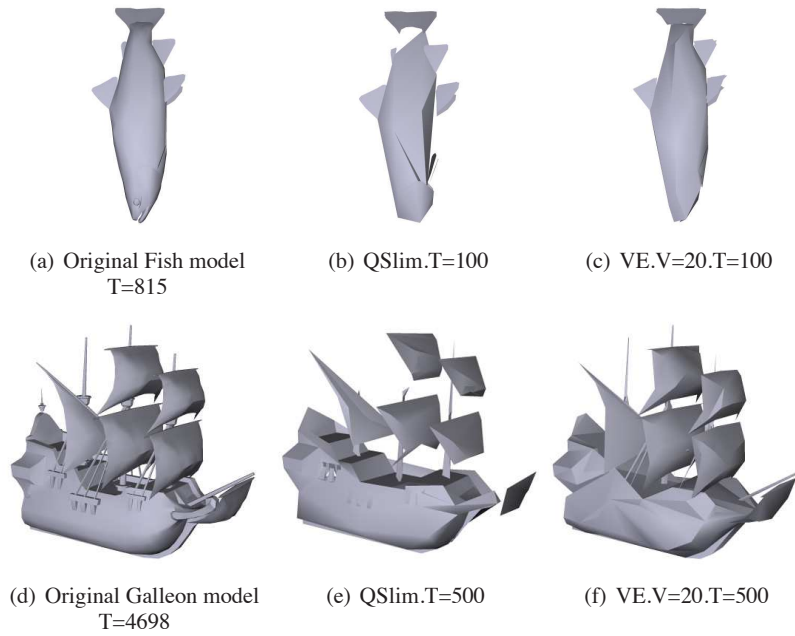 (a) Original Fish model
T=815
(b) QSlim.T=100
(c) VE.V=20.T=100
(d) Original Galleon model
T=4698
(e) QSlim.T=500
(f) VE.V=20.T=500